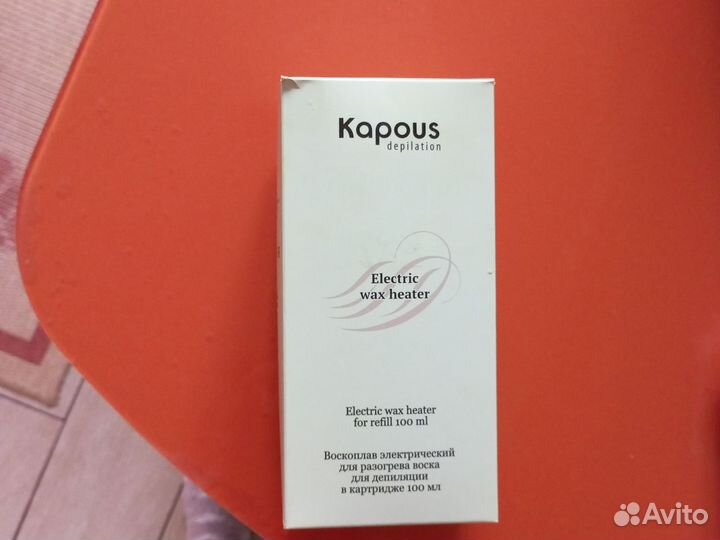 Kapous
depilation
Electric
wax heater
Electric wax heater
for refill 100 ml
Воскоплав электрический
для разогрева воска
для депиляции
в картридже 100 мл
Avito